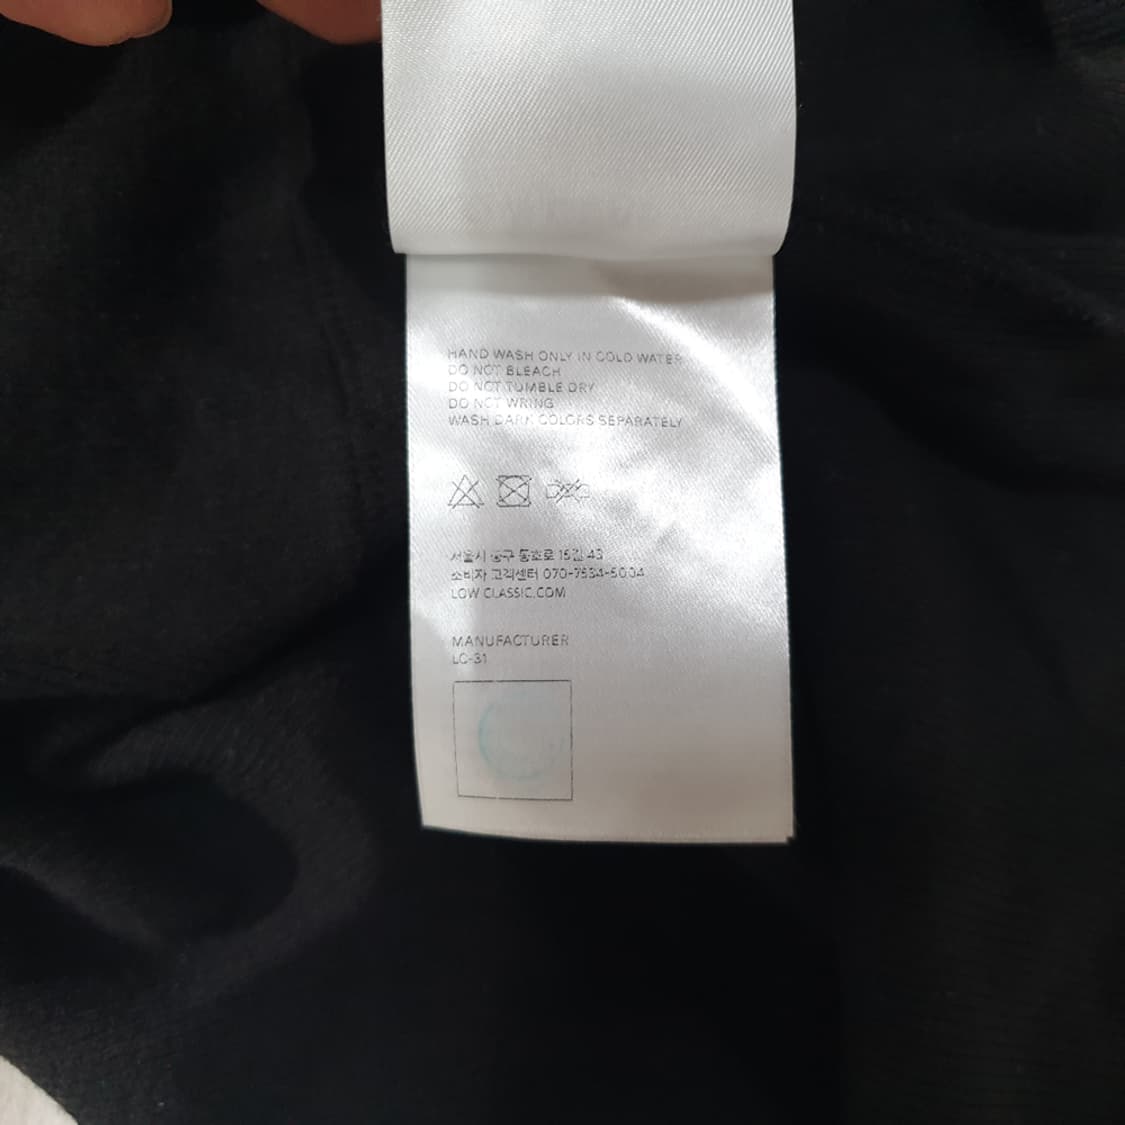 HAND WASH ONLY IN COLD WATER
DO NOT BLEACH
DO NOT TUMBLE DRY
DO NOT WRING
WASH DARK COLORS SEPARATELY
서울시 구 동호로 15길 43
소비자 고객센터 070-7534-5004
LOW CLASSIC.COM
MANUFACTURER
LC-31